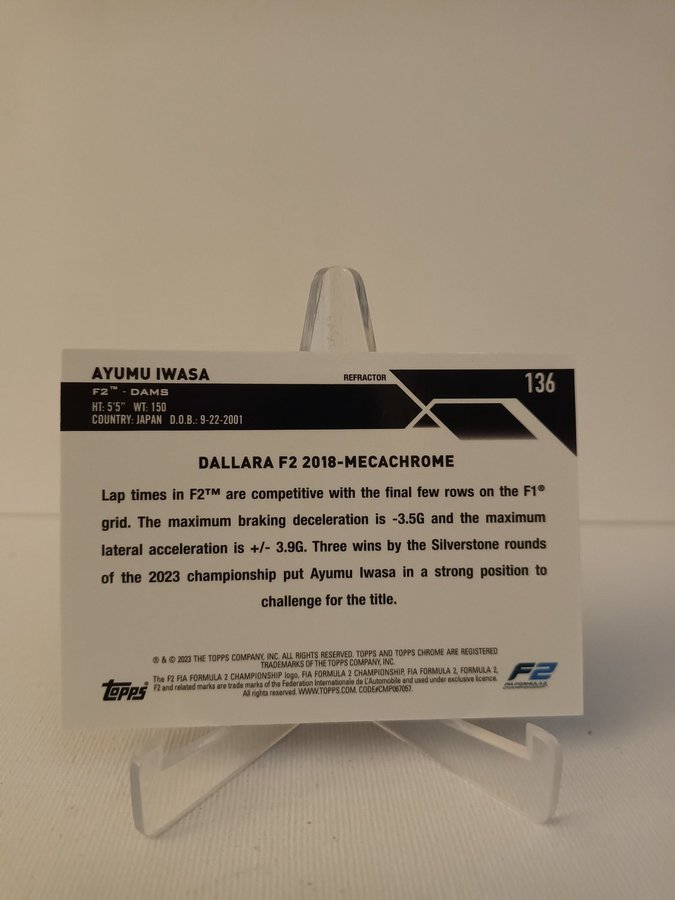 AYUMU IWASA
REFRACTOR
136
F2™ - DAMS
HT: 5'5" WT: 150
COUNTRY: JAPAN D.O.B.: 9-22-2001
DALLARA F2 2018-MECACHROME
Lap times in F2™ are competitive with the final few rows on the F1®
grid. The maximum braking deceleration is -3.5G and the maximum
lateral acceleration is +/- 3.9G. Three wins by the Silverstone rounds
of the 2023 championship put Ayumu Iwasa in a strong position to
challenge for the title.
® & © 2023 THE TOPPS COMPANY, INC. ALL RIGHTS RESERVED. TOPPS AND TOPPS CHROME ARE REGISTERED
TRADEMARKS OF THE TOPPS COMPANY, INC.
The F2 FIA FORMULA 2 CHAMPIONSHIP logo, FIA FORMULA 2 CHAMPIONSHIP, FIA FORMULA 2, FORMULA 2,
F2 and related marks are trade marks of the Federation Internationale de L'Automobile and used under exclusive licence.
All rights reserved. WWW.TOPPS.COM. CODE#CMP067057.
Topps
F2
FIA FORMULA 2
CHAMPIONSHIP